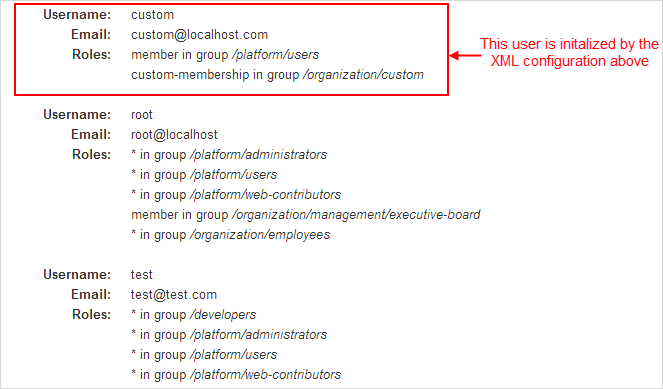 Username: custom
Email: custom@localhost.com
Roles: member in group /platform/users
custom-membership in group /organization/custom
This user is initalized by the
XML configuration above
Username: root
Email: root@localhost
Roles: * in group /platform/administrators
* in group /platform/users
* in group /platform/web-contributors
member in group /organization/management/executive-board
* in group /organization/employees
Username: test
Email: test@test.com
Roles: * in group /developers
* in group /platform/administrators
* in group /platform/users
* in group /platform/web-contributors